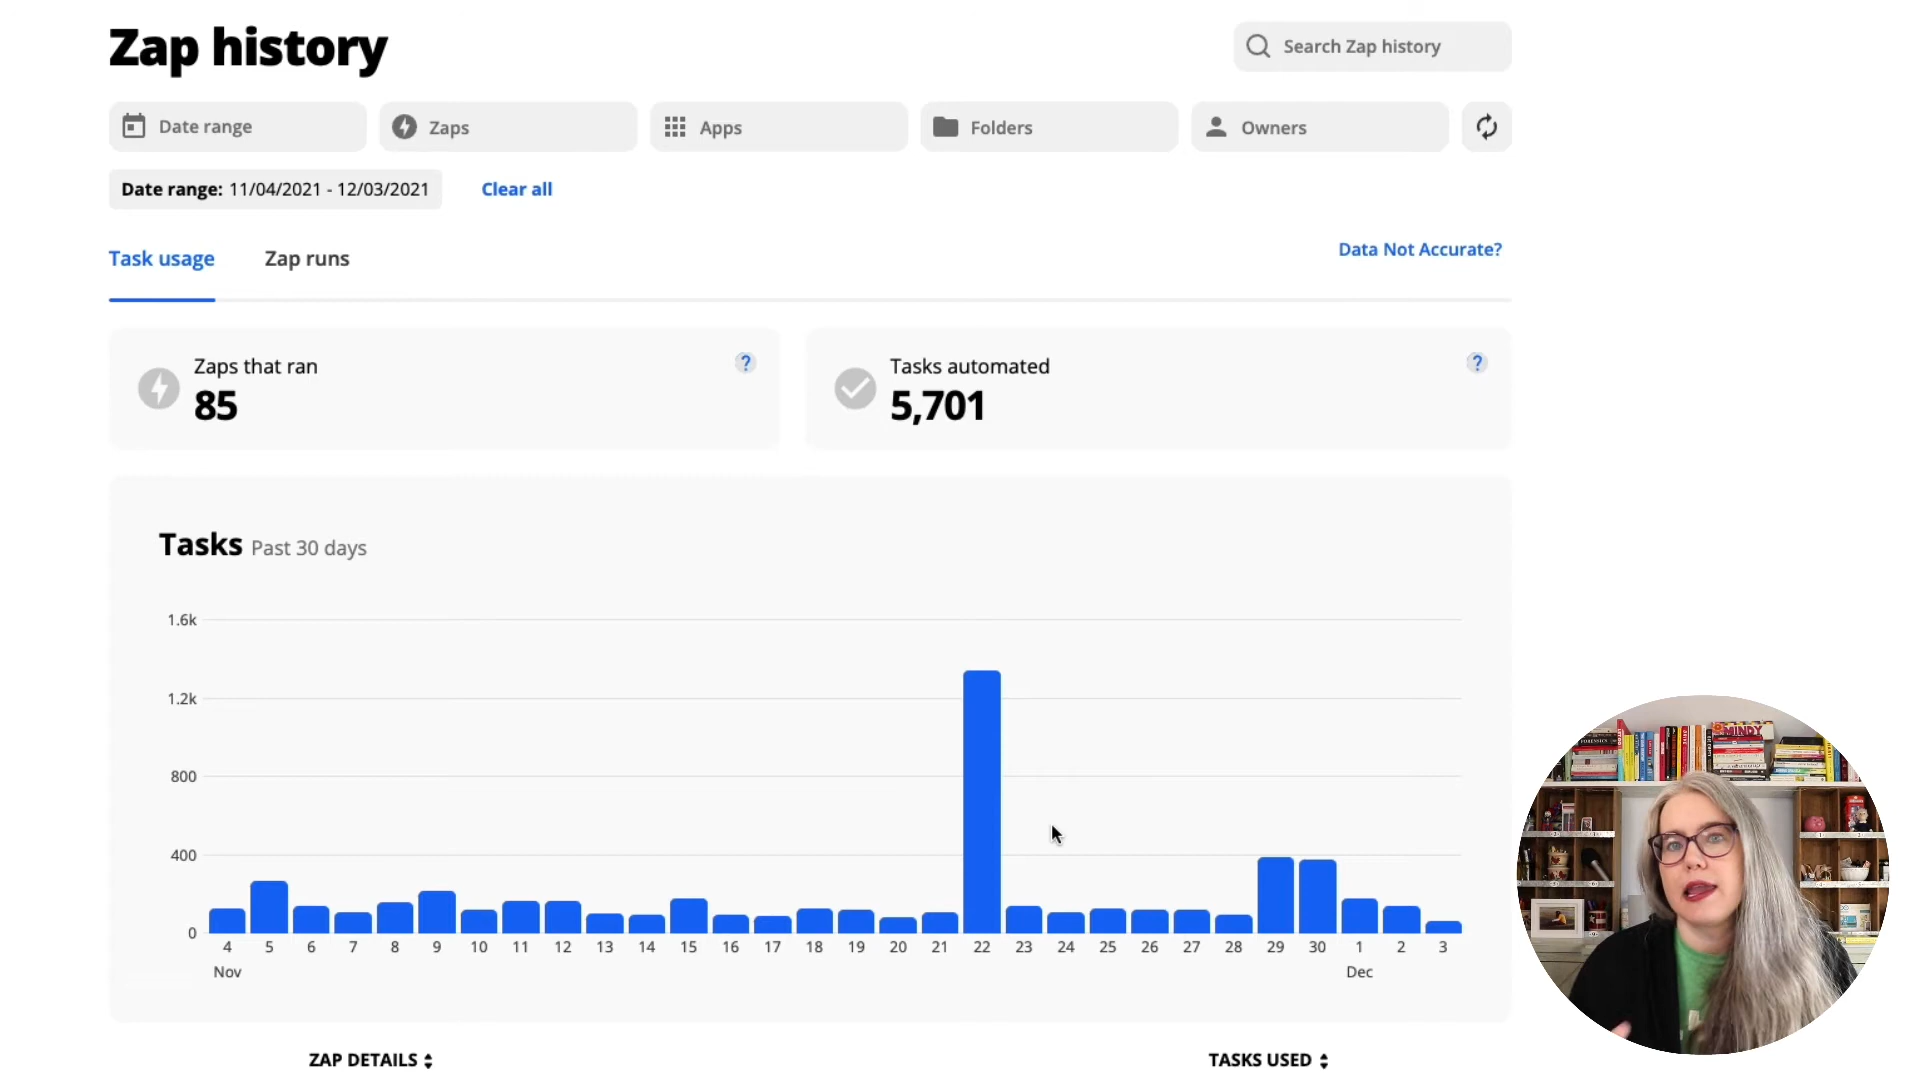 Zap history
Search Zap history
Date range
Zaps
Apps
Folders
Owners
Date range: 11/04/2021 - 12/03/2021
Clear all
Task usage
Zap runs
Data Not Accurate?
Zaps that ran
85
?
Tasks automated
5,701
?
Tasks Past 30 days
1.6k
1.2k
800
400
0
4 5 6 7 8 9 10 11 12 13 14 15 16 17 18 19 20 21 22 23 24 25 26 27 28 29 30 1 2 3
Nov Dec
ZAP DETAILS
TASKS USED
MINDY